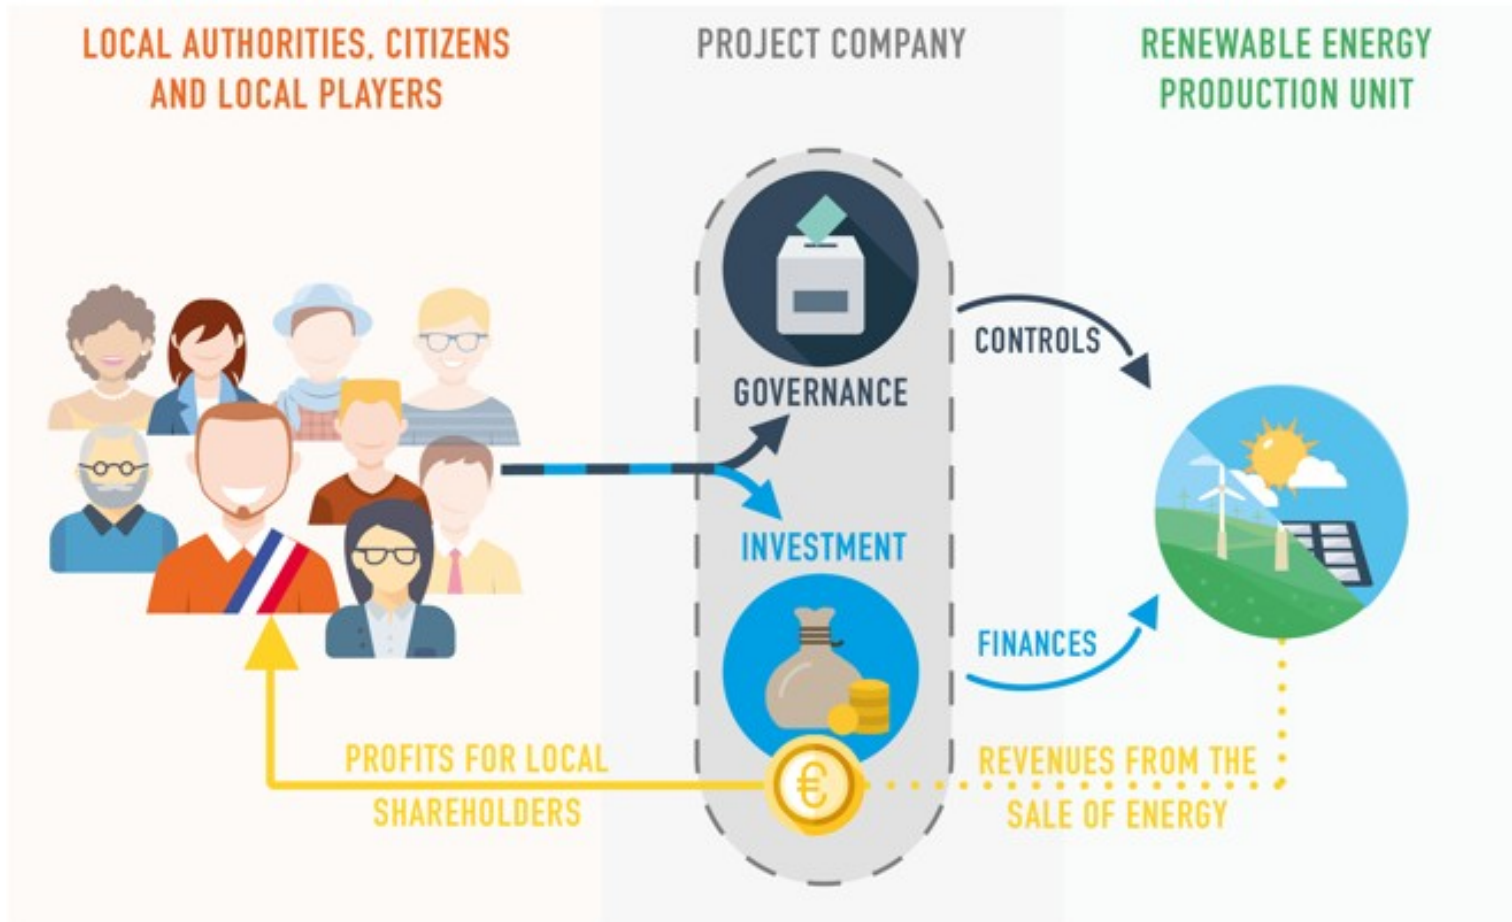 LOCAL AUTHORITIES, CITIZENS
AND LOCAL PLAYERS
PROJECT COMPANY
RENEWABLE ENERGY
PRODUCTION UNIT
GOVERNANCE
CONTROLS
INVESTMENT
FINANCES
PROFITS FOR LOCAL
SHAREHOLDERS
€
REVENUES FROM THE
SALE OF ENERGY